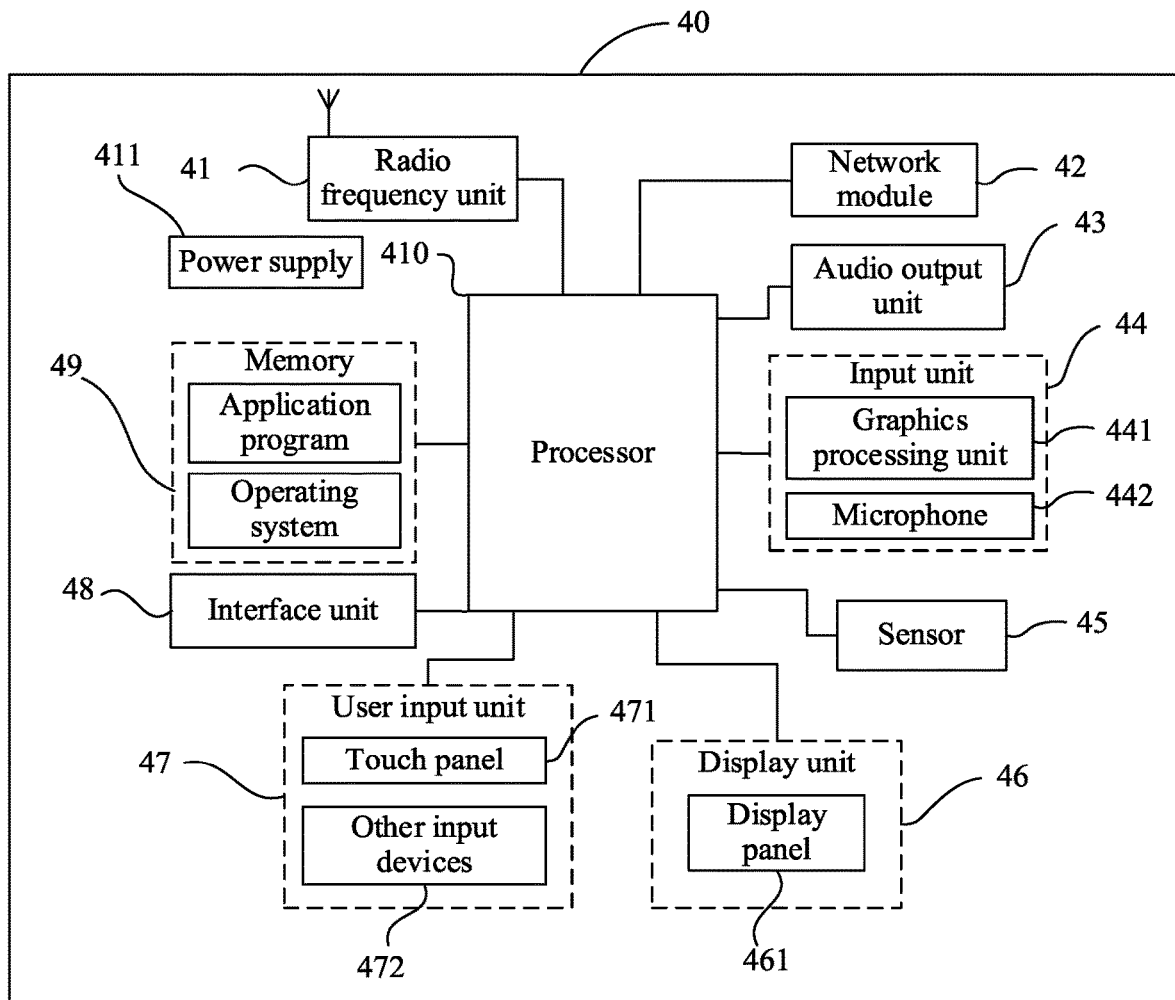 40
411
41
Radio
frequency unit
Network
module
42
Power supply
410
Audio output
unit
43
49
Memory
Application
program
Operating
system
Processor
Input unit
44
Graphics
processing unit
441
Microphone
442
48
Interface unit
Sensor
45
47
User input unit
471
Touch panel
Other input
devices
472
Display unit
46
Display
panel
461